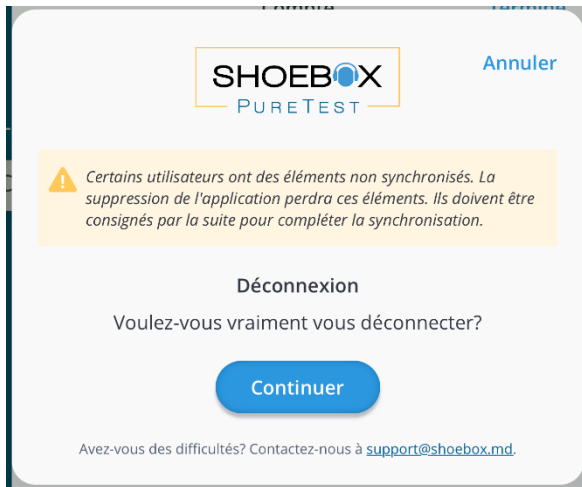 Compte
Terminé
Annuler
SHOEBOX
PURETEST
Certains utilisateurs ont des éléments non synchronisés. La
suppression de l'application perdra ces éléments. Ils doivent être
consignés par la suite pour compléter la synchronisation.
Déconnexion
Voulez-vous vraiment vous déconnecter?
Continuer
Avez-vous des difficultés? Contactez-nous à support@shoebox.md.